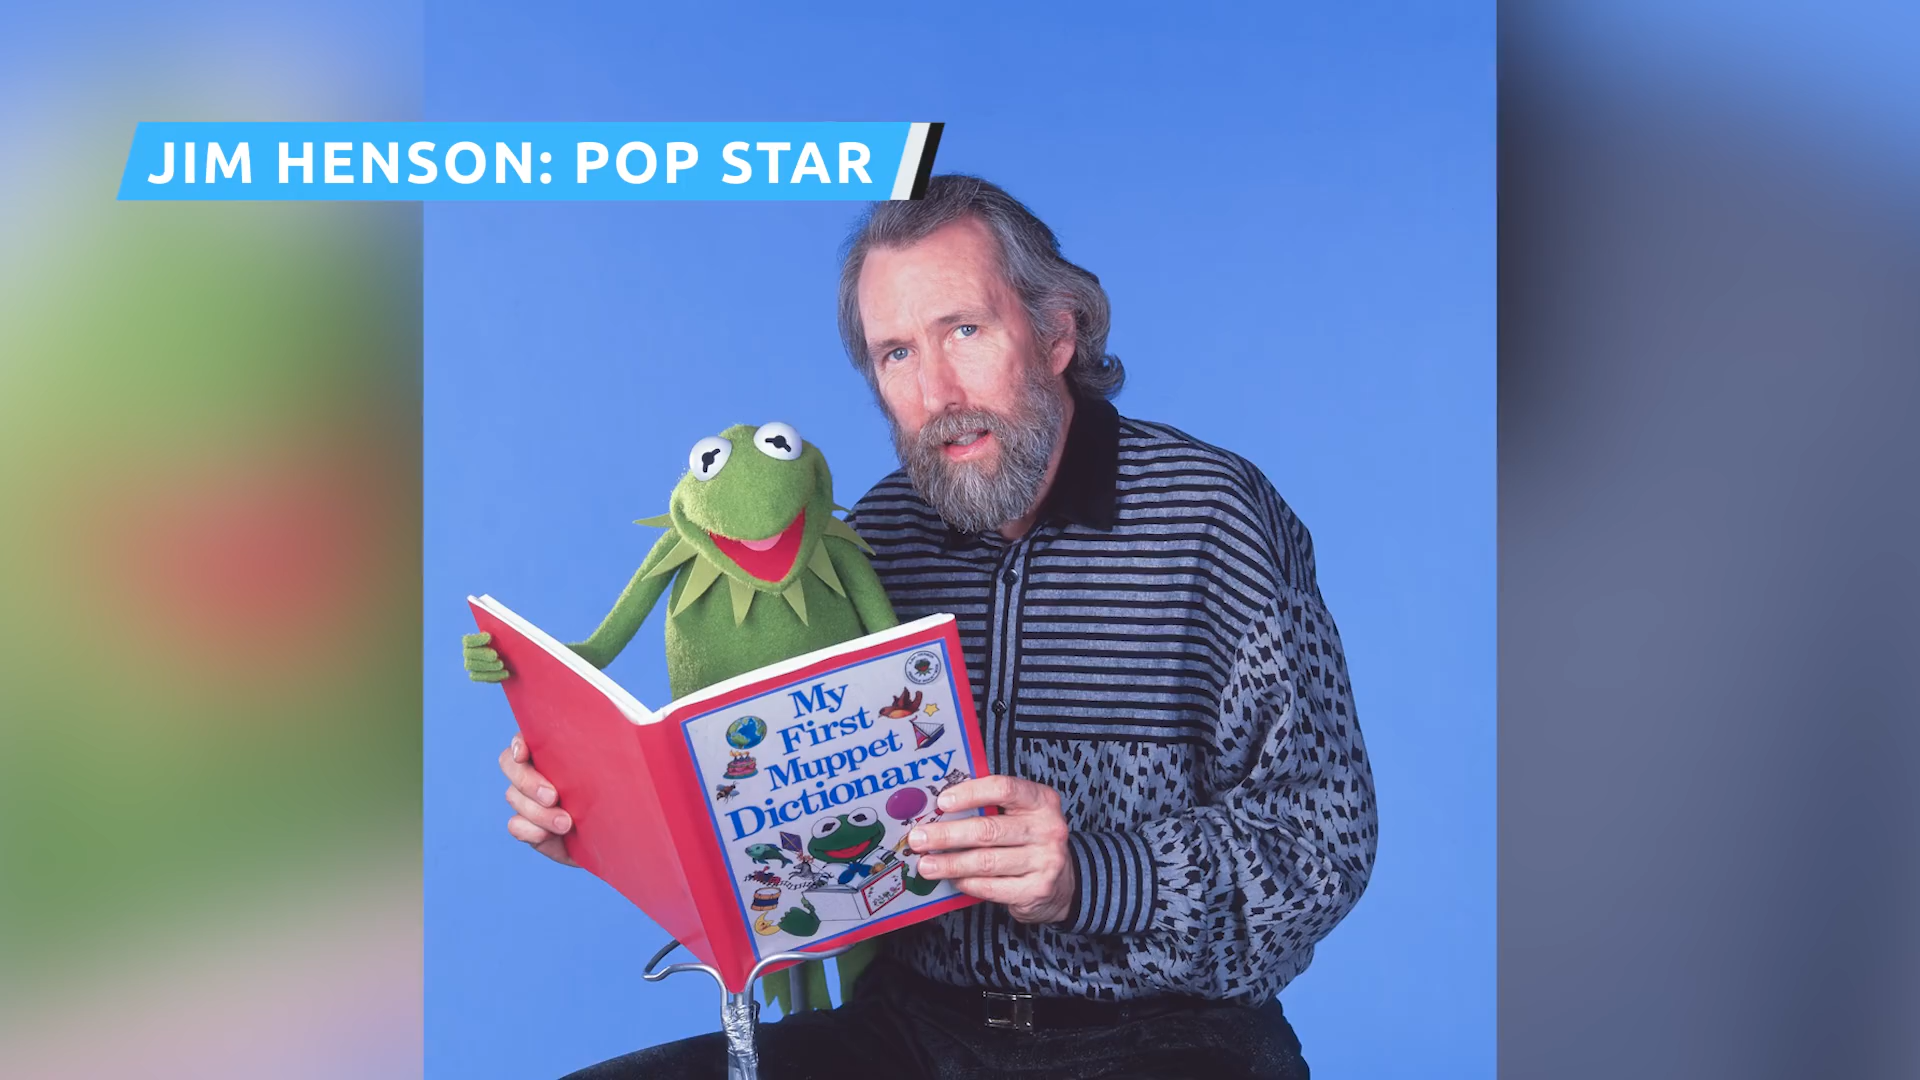 JIM HENSON: POP STAR
My
First
Muppet
Dictionary